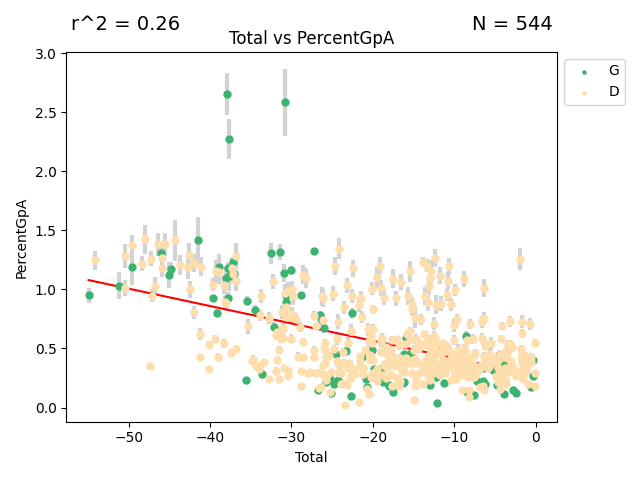 r^2 = 0.26
N = 544
Total vs PercentGpA
G
D
3.0
2.5
2.0
1.5
1.0
0.5
0.0
PercentGpA
−50
−40
−30
−20
−10
0
Total